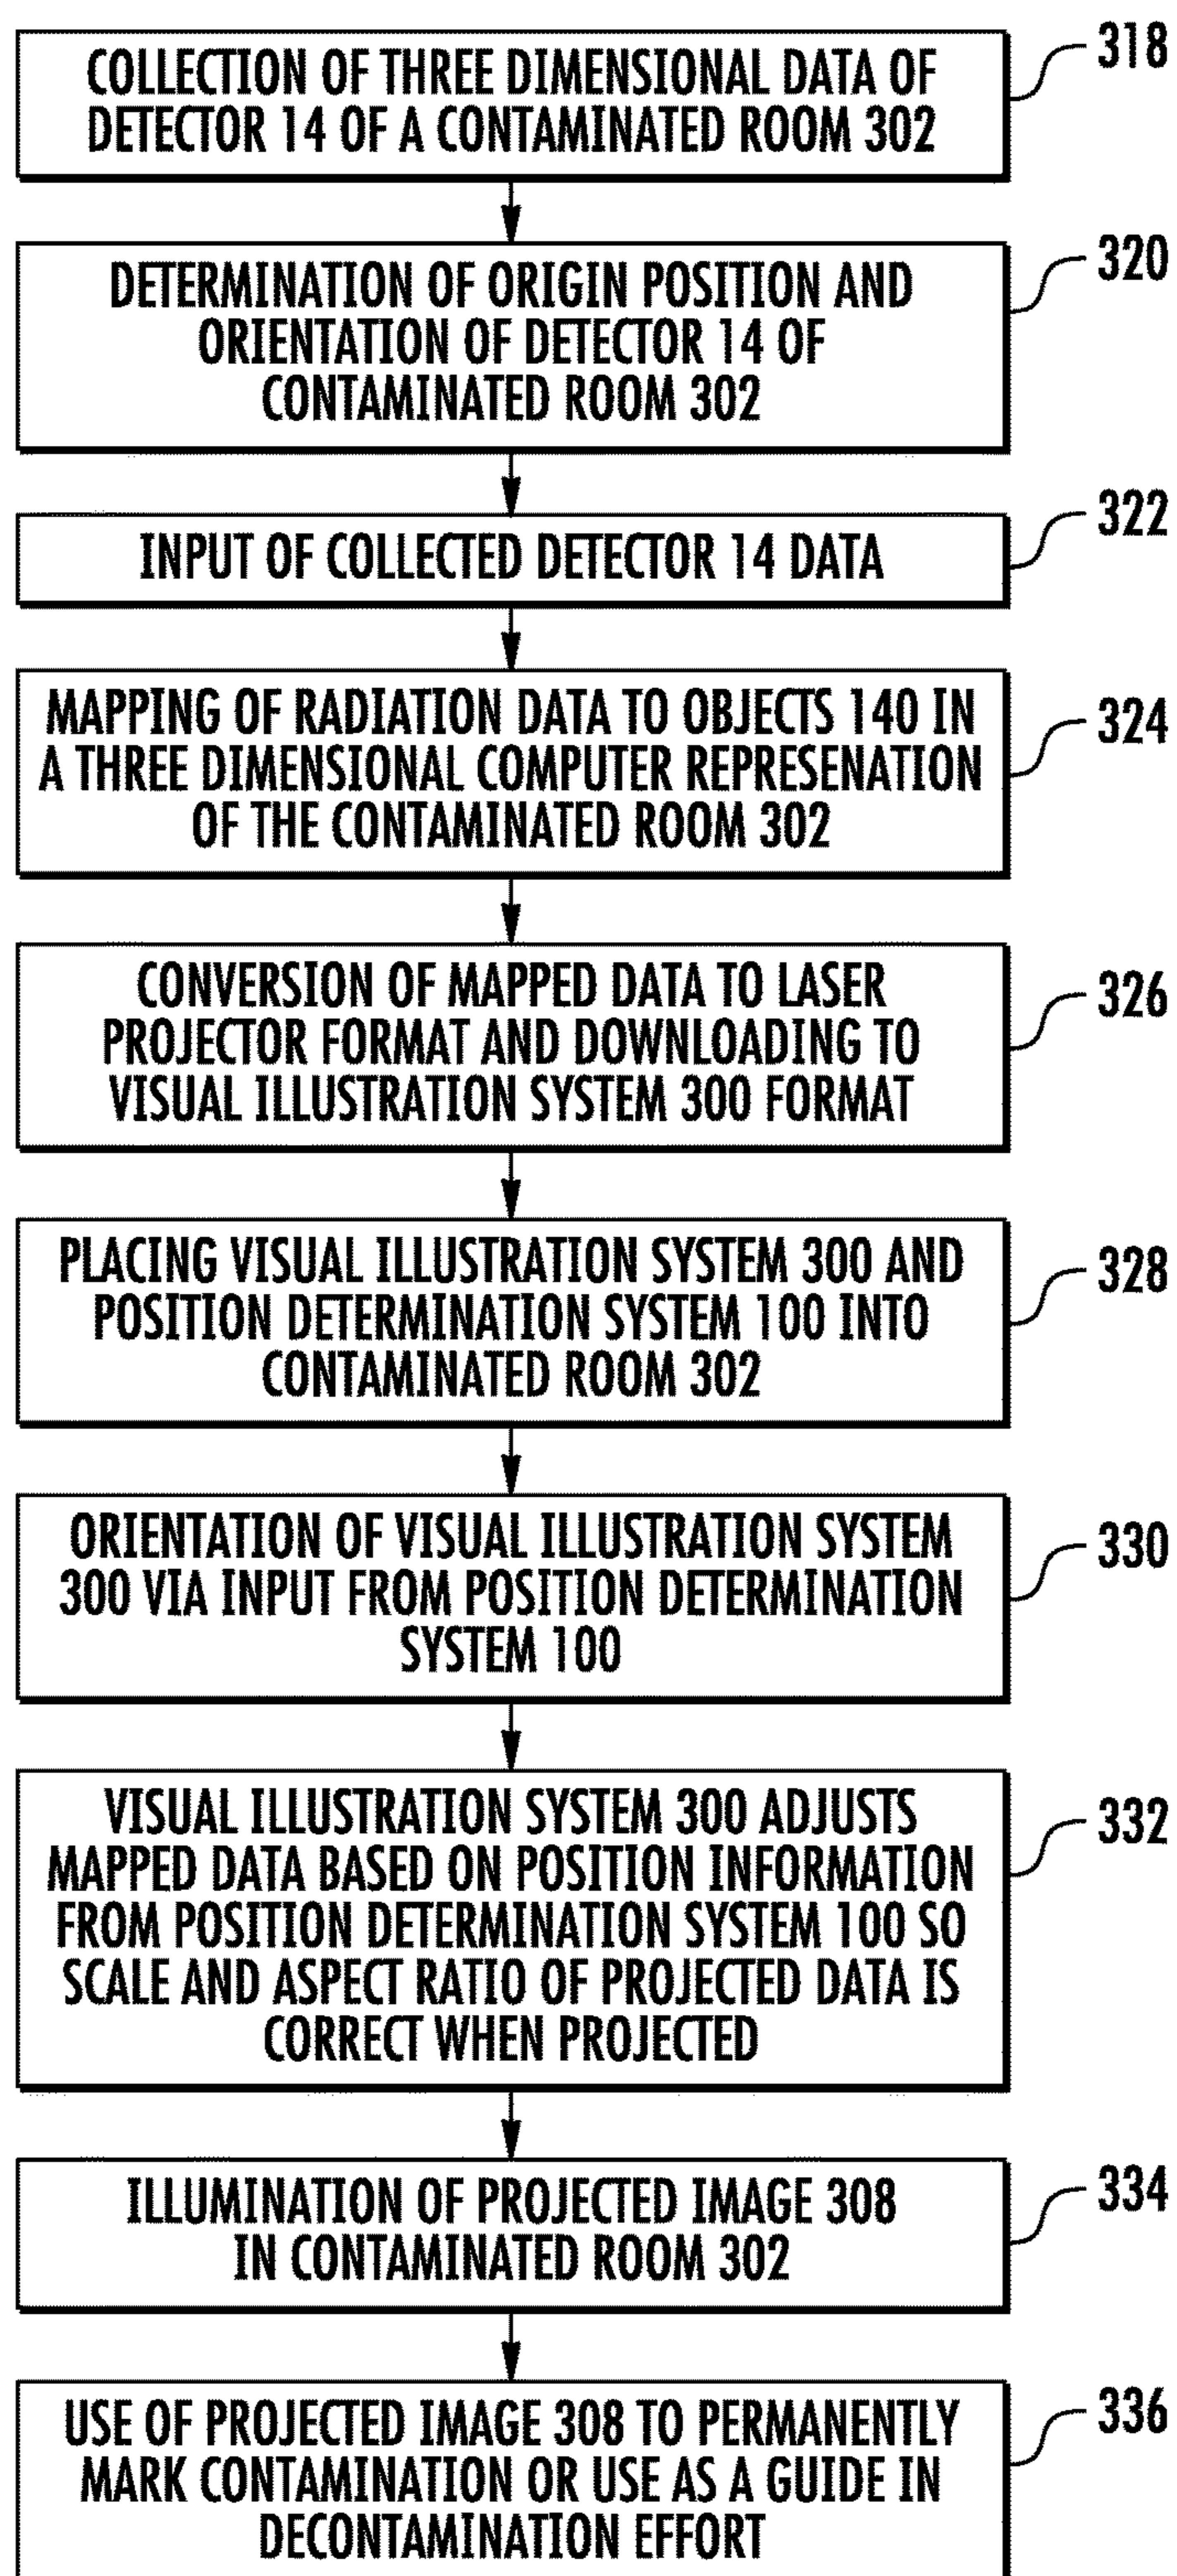 COLLECTION OF THREE DIMENSIONAL DATA OF
DETECTOR 14 OF A CONTAMINATED ROOM 302
318
DETERMINATION OF ORIGIN POSITION AND
ORIENTATION OF DETECTOR 14 OF
CONTAMINATED ROOM 302
320
INPUT OF COLLECTED DETECTOR 14 DATA
322
MAPPING OF RADIATION DATA TO OBJECTS 140 IN
A THREE DIMENSIONAL COMPUTER REPRESENATION
OF THE CONTAMINATED ROOM 302
324
CONVERSION OF MAPPED DATA TO LASER
PROJECTOR FORMAT AND DOWNLOADING TO
VISUAL ILLUSTRATION SYSTEM 300 FORMAT
326
PLACING VISUAL ILLUSTRATION SYSTEM 300 AND
POSITION DETERMINATION SYSTEM 100 INTO
CONTAMINATED ROOM 302
328
ORIENTATION OF VISUAL ILLUSTRATION SYSTEM
300 VIA INPUT FROM POSITION DETERMINATION
SYSTEM 100
330
VISUAL ILLUSTRATION SYSTEM 300 ADJUSTS
MAPPED DATA BASED ON POSITION INFORMATION
FROM POSITION DETERMINATION SYSTEM 100 SO
SCALE AND ASPECT RATIO OF PROJECTED DATA IS
CORRECT WHEN PROJECTED
332
ILLUMINATION OF PROJECTED IMAGE 308
IN CONTAMINATED ROOM 302
334
USE OF PROJECTED IMAGE 308 TO PERMANENTLY
MARK CONTAMINATION OR USE AS A GUIDE IN
DECONTAMINATION EFFORT
336